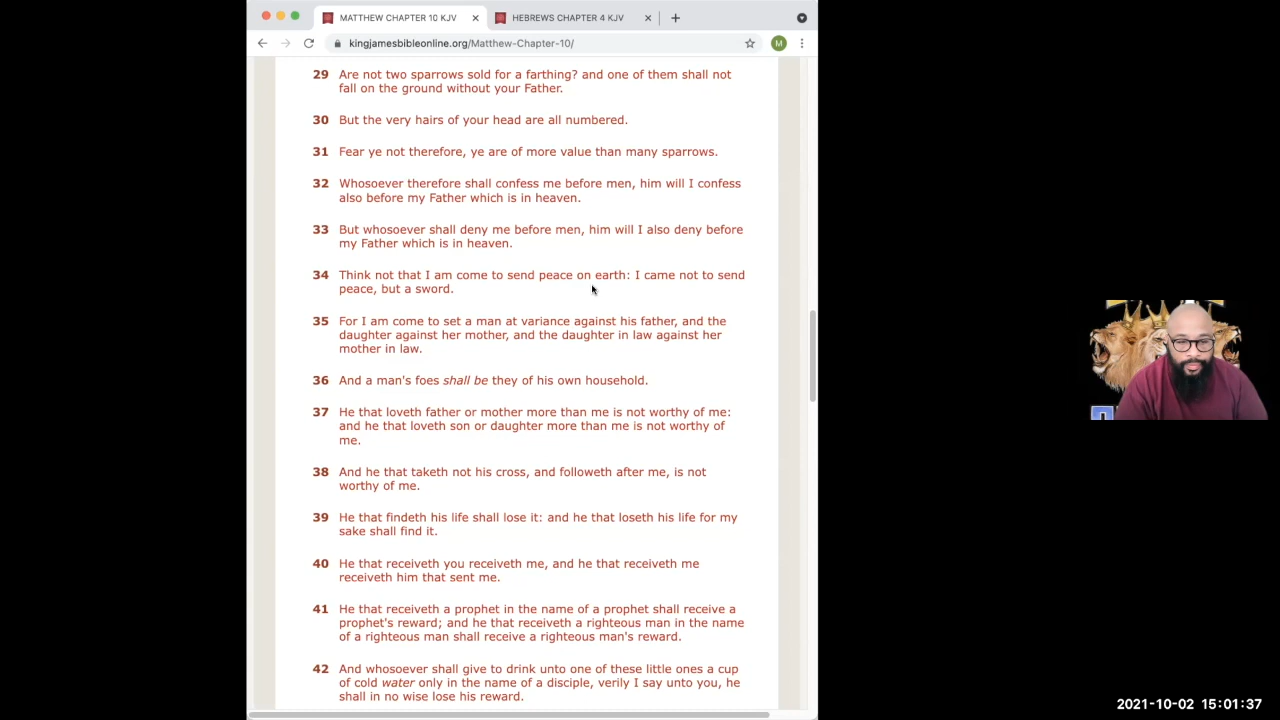 MATTHEW CHAPTER 10 KJV
HEBREWS CHAPTER 4 KJV
kingjamesbibleonline.org/Matthew-Chapter-10/
M
29 Are not two sparrows sold for a farthing? and one of them shall not
fall on the ground without your Father.
30 But the very hairs of your head are all numbered.
31 Fear ye not therefore, ye are of more value than many sparrows.
32 Whosoever therefore shall confess me before men, him will I confess
also before my Father which is in heaven.
33 But whosoever shall deny me before men, him will I also deny before
my Father which is in heaven.
34 Think not that I am come to send peace on earth: I came not to send
peace, but a sword.
35 For I am come to set a man at variance against his father, and the
daughter against her mother, and the daughter in law against her
mother in law.
36 And a man's foes shall be they of his own household.
37 He that loveth father or mother more than me is not worthy of me:
and he that loveth son or daughter more than me is not worthy of
me.
38 And he that taketh not his cross, and followeth after me, is not
worthy of me.
39 He that findeth his life shall lose it: and he that loseth his life for my
sake shall find it.
40 He that receiveth you receiveth me, and he that receiveth me
receiveth him that sent me.
41 He that receiveth a prophet in the name of a prophet shall receive a
prophet's reward; and he that receiveth a righteous man in the name
of a righteous man shall receive a righteous man's reward.
42 And whosoever shall give to drink unto one of these little ones a cup
of cold water only in the name of a disciple, verily I say unto you, he
shall in no wise lose his reward.
2021-10-02 15:01:37